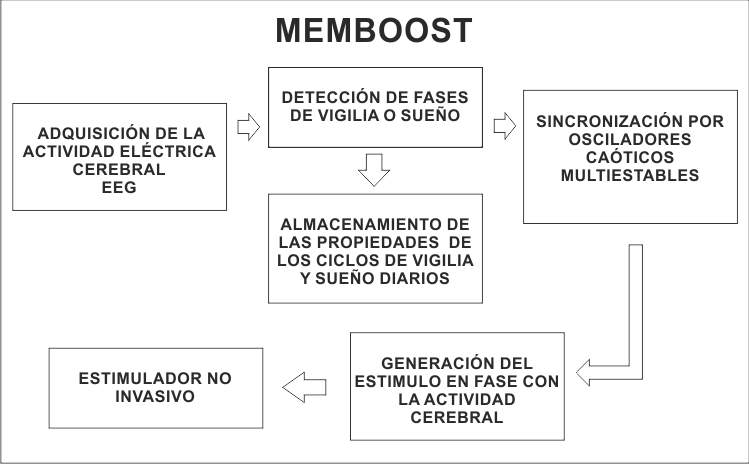 MEMBOOST
ADQUISICIÓN DE LA
ACTIVIDAD ELÉCTRICA
CEREBRAL
EEG
DETECCIÓN DE FASES
DE VIGILIA O SUEÑO
SINCRONIZACIÓN POR
OSCILADORES
CAÓTICOS
MULTIESTABLES
ALMACENAMIENTO DE
LAS PROPIEDADES DE
LOS CICLOS DE VIGILIA
Y SUEÑO DIARIOS
GENERACIÓN DEL
ESTIMULO EN FASE CON
LA ACTIVIDAD
CEREBRAL
ESTIMULADOR NO
INVASIVO